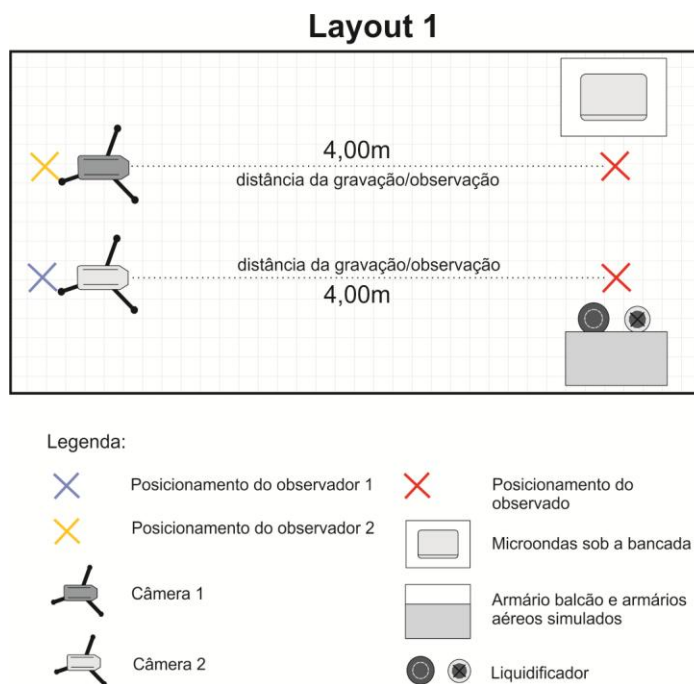 Layout 1
4,00m
distância da gravação/observação
distância da gravação/observação
4,00m
Legenda:
Posicionamento do observador 1
Posicionamento do observador 2
Câmera 1
Câmera 2
Posicionamento do
observado
Microondas sob a bancada
Armário balcão e armários
aéreos simulados
Liquidificador